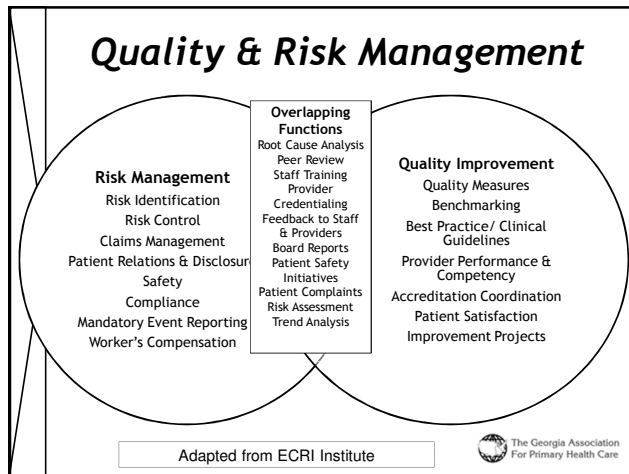 Quality & Risk Management
Risk Management
Risk Identification
Risk Control
Claims Management
Patient Relations & Disclosure
Safety
Compliance
Mandatory Event Reporting
Worker's Compensation
Overlapping
Functions
Root Cause Analysis
Peer Review
Staff Training
Provider
Credentialing
Feedback to Staff
& Providers
Board Reports
Patient Safety
Initiatives
Patient Complaints
Risk Assessment
Trend Analysis
Quality Improvement
Quality Measures
Benchmarking
Best Practice/ Clinical
Guidelines
Provider Performance &
Competency
Accreditation Coordination
Patient Satisfaction
Improvement Projects
Adapted from ECRI Institute
The Georgia Association
For Primary Health Care